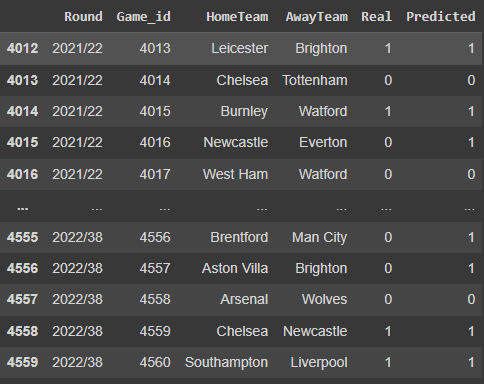 Round Game_id HomeTeam AwayTeam Real Predicted
4012 2021/22 4013 Leicester Brighton 1 1
4013 2021/22 4014 Chelsea Tottenham 0 0
4014 2021/22 4015 Burnley Watford 1 1
4015 2021/22 4016 Newcastle Everton 0 1
4016 2021/22 4017 West Ham Watford 0 0
... ... ... ... ... ... ...
4555 2022/38 4556 Brentford Man City 0 1
4556 2022/38 4557 Aston Villa Brighton 0 1
4557 2022/38 4558 Arsenal Wolves 0 0
4558 2022/38 4559 Chelsea Newcastle 1 1
4559 2022/38 4560 Southampton Liverpool 1 1